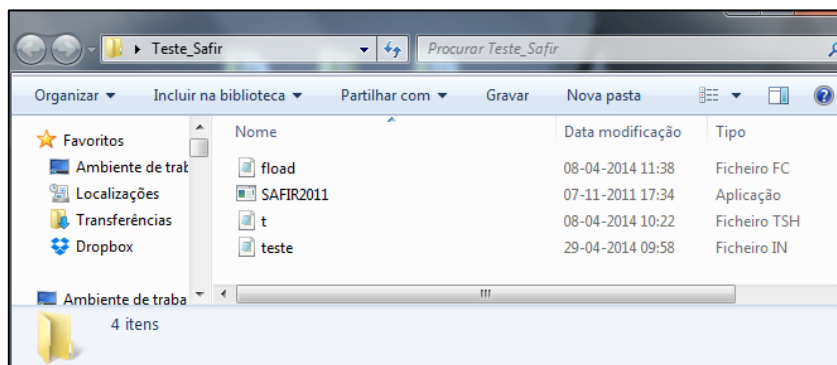 Teste_Safir Procurar Teste_Safir
Organizar Incluir na biblioteca Partilhar com Gravar Nova pasta
Favoritos
Ambiente de trab
Localizações
Transferências
Dropbox
Ambiente de traba
Nome Data modificação Tipo
fload 08-04-2014 11:38 Ficheiro FC
SAFIR2011 07-11-2011 17:34 Aplicação
t 08-04-2014 10:22 Ficheiro TSH
teste 29-04-2014 09:58 Ficheiro IN
4 itens